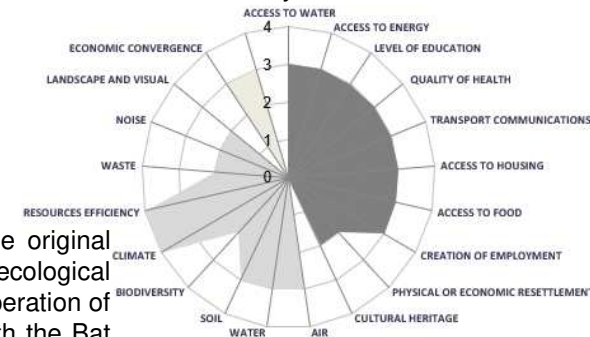 ACCESS TO WATER
ACCESS TO ENERGY
LEVEL OF EDUCATION
QUALITY OF HEALTH
TRANSPORT COMMUNICATIONS
ACCESS TO HOUSING
ACCESS TO FOOD
CREATION OF EMPLOYMENT
PHYSICAL OR ECONOMIC RESETTLEMENT
CULTURAL HERITAGE
AIR
WATER
SOIL
BIODIVERSITY
CLIMATE
RESOURCES EFFICIENCY
WASTE
NOISE
LANDSCAPE AND VISUAL
ECONOMIC CONVERGENCE
4
3
2
1
0
original
ecological
eration of
the Bat